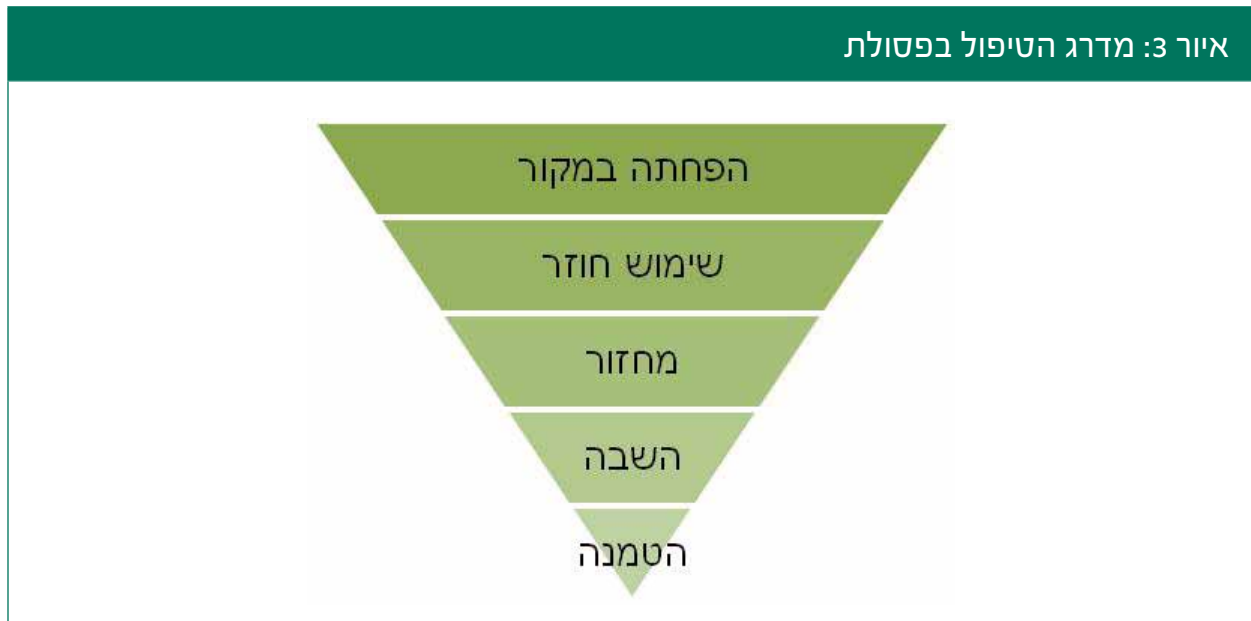 איור 3: מדרג הטיפול בפסולת
הפחתה במקור
שימוש חוזר
מחזור
השבה
הטמנה